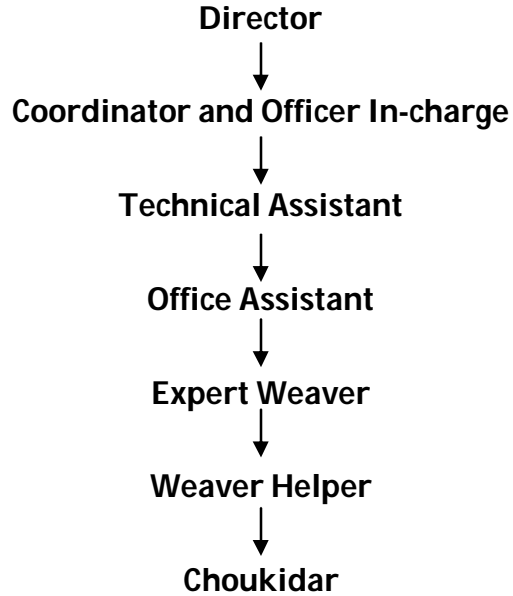 Director
Coordinator and Officer In-charge
Technical Assistant
Office Assistant
Expert Weaver
Weaver Helper
Choukidar